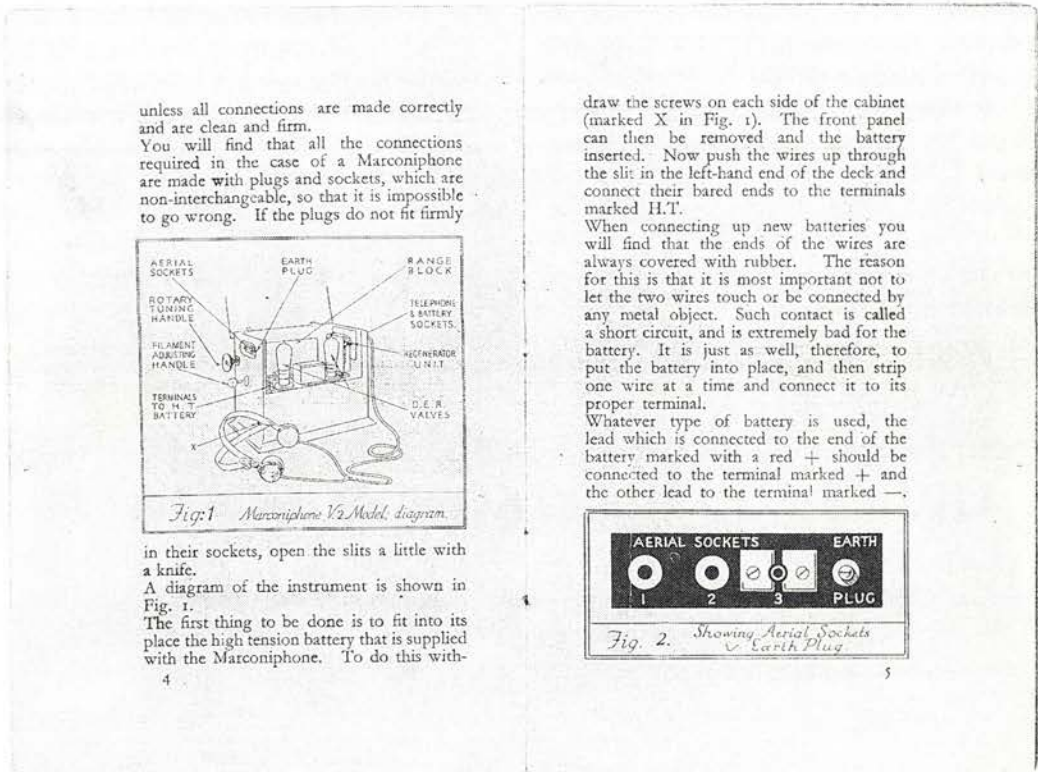 unless all connections are made correctly
and are clean and firm.
You will find that all the connections
required in the case of a Marconiphone
are made with plugs and sockets, which are
non-interchangeable, so that it is impossible
to go wrong. If the plugs do not fit firmly
AERIAL
SOCKETS
EARTH
PLUG
RANGE
BLOCK
ROTARY
TUNING
HANDLE
TELEPHONE
& BATTERY
SOCKETS.
FILAMENT
ADJUSTING
HANDLE
REGENERATOR
UNIT
TERMINALS
TO H.T.
BATTERY
D.E.R.
VALVES
X
Fig:1 Marconiphone V2 Model, diagram
in their sockets, open the slits a little with
a knife.
A diagram of the instrument is shown in
Fig. 1.
The first thing to be done is to fit into its
place the high tension battery that is supplied
with the Marconiphone. To do this with-
4
draw the screws on each side of the cabinet
(marked X in Fig. 1). The front panel
can then be removed and the battery
inserted. Now push the wires up through
the slit in the left-hand end of the deck and
connect their bared ends to the terminals
marked H.T.
When connecting up new batteries you
will find that the ends of the wires are
always covered with rubber. The reason
for this is that it is most important not to
let the two wires touch or be connected by
any metal object. Such contact is called
a short circuit, and is extremely bad for the
battery. It is just as well, therefore, to
put the battery into place, and then strip
one wire at a time and connect it to its
proper terminal.
Whatever type of battery is used, the
lead which is connected to the end of the
battery marked with a red + should be
connected to the terminal marked + and
the other lead to the terminal marked —.
AERIAL SOCKETS EARTH
1 2 3 PLUG
Fig. 2. Showing Aerial Sockets
& Earth Plug
5